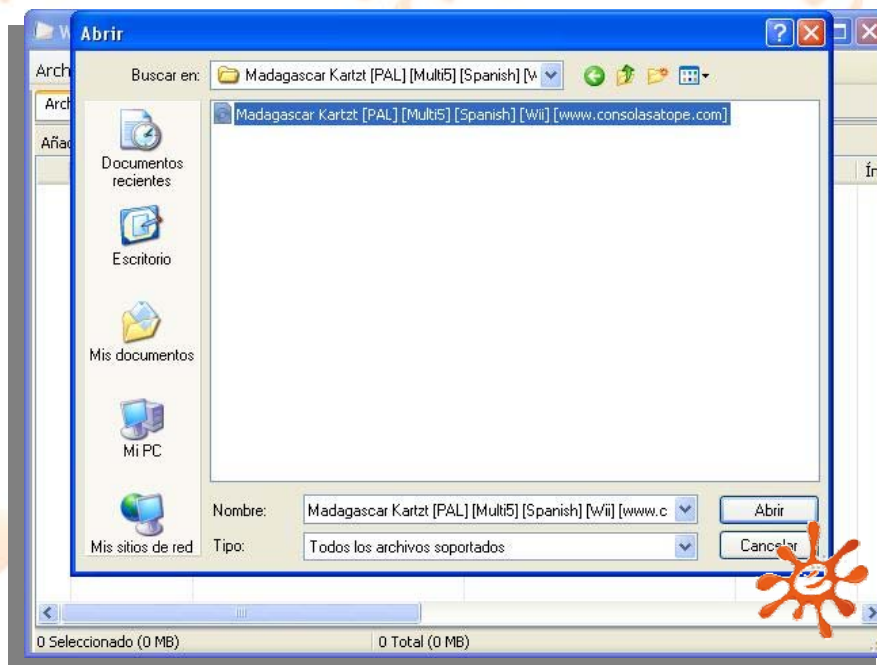 W
Abrir
Arch
Buscar en:
Madagascar Kartzt [PAL] [Multi5] [Spanish] [W
Arch
Añad
Ín
Madagascar Kartzt [PAL] [Multi5] [Spanish] [Wii] [www.consolasatope.com]
Documentos
recientes
Escritorio
Mis documentos
Mi PC
Mis sitios de red
Nombre:
Madagascar Kartzt [PAL] [Multi5] [Spanish] [Wii] [www.c
Abrir
Tipo:
Todos los archivos soportados
Cancelar
0 Seleccionado (0 MB)
0 Total (0 MB)